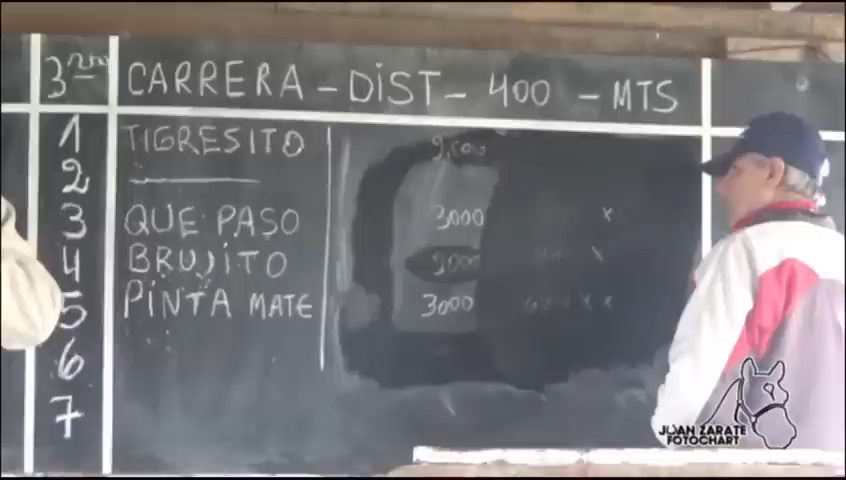 3 CARRERA - DiST - 400 - MTS
1 TIGRESITO
2
3 QUE PASO 3000 x
4 BRUJiTO x
5 PiNTA MATE 3000 x x
6
7
JUAN ZARATE
FOTOCHART